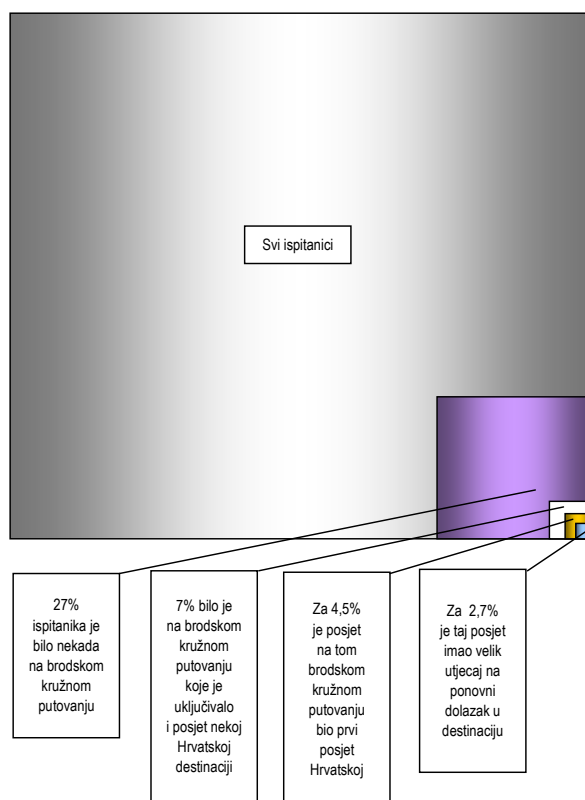 Svi ispitanici
27%
ispitanika je
bilo nekada
na brodskom
kružnom
putovanju
7% bilo je
na brodskom
kružnom
putovanju
koje je
uključivalo
i posjet nekoj
Hrvatskoj
destinaciji
Za 4,5%
je posjet
na tom
brodskom
kružnom
putovanju
bio prvi
posjet
Hrvatskoj
Za 2,7%
je taj posjet
imao velik
utjecaj na
ponovni
dolazak u
destinaciju